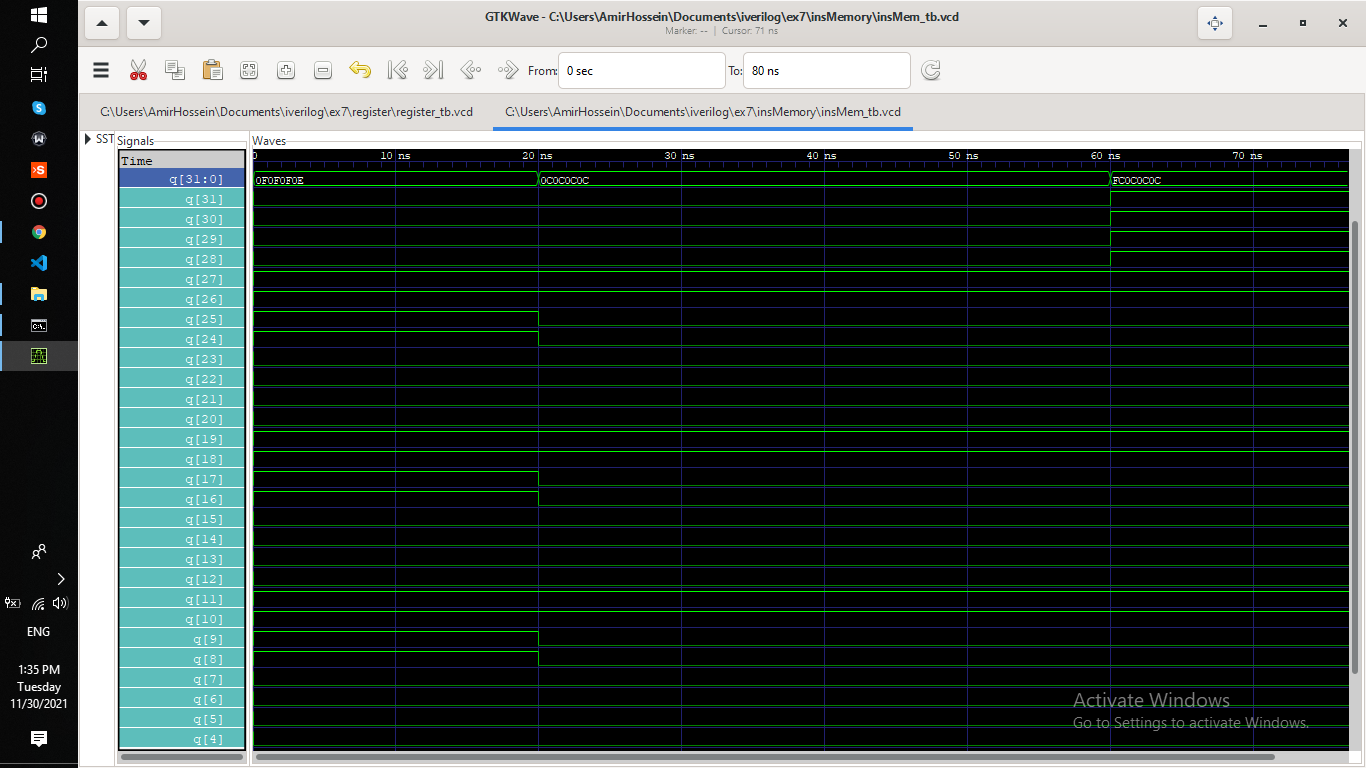 GTKWave - C:\Users\AmirHossein\Documents\iverilog\ex7\insMemory\insMem_tb.vcd
Marker: -- | Cursor: 71 ns
From: 0 sec To: 80 ns
C:\Users\AmirHossein\Documents\iverilog\ex7\register\register_tb.vcd C:\Users\AmirHossein\Documents\iverilog\ex7\insMemory\insMem_tb.vcd
SST Signals Waves
Time 0 10 ns 20 ns 30 ns 40 ns 50 ns 60 ns 70 ns
q[31:0] 0F0F0F0E 0C0C0C0C FC0C0C0C
q[31]
q[30]
q[29]
q[28]
q[27]
q[26]
q[25]
q[24]
q[23]
q[22]
q[21]
q[20]
q[19]
q[18]
q[17]
q[16]
q[15]
q[14]
q[13]
q[12]
q[11]
q[10]
q[9]
q[8]
q[7]
q[6]
q[5]
q[4]
ENG
1:35 PM
Tuesday
11/30/2021
Activate Windows
Go to Settings to activate Windows.